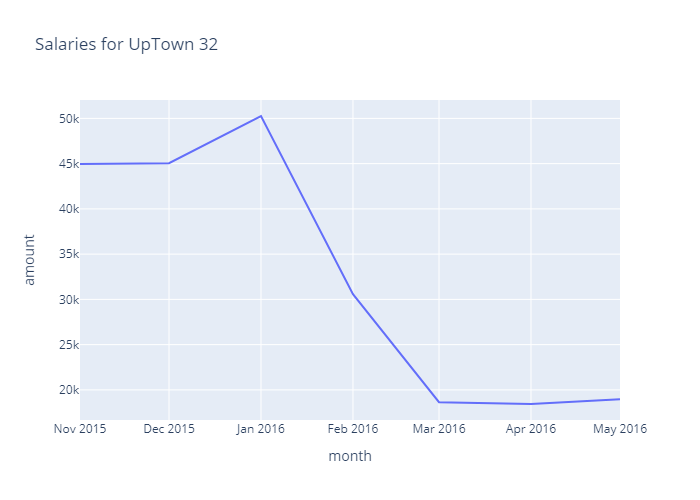 Salaries for UpTown 32
50k
45k
40k
35k
30k
25k
20k
amount
Nov 2015 Dec 2015 Jan 2016 Feb 2016 Mar 2016 Apr 2016 May 2016
month